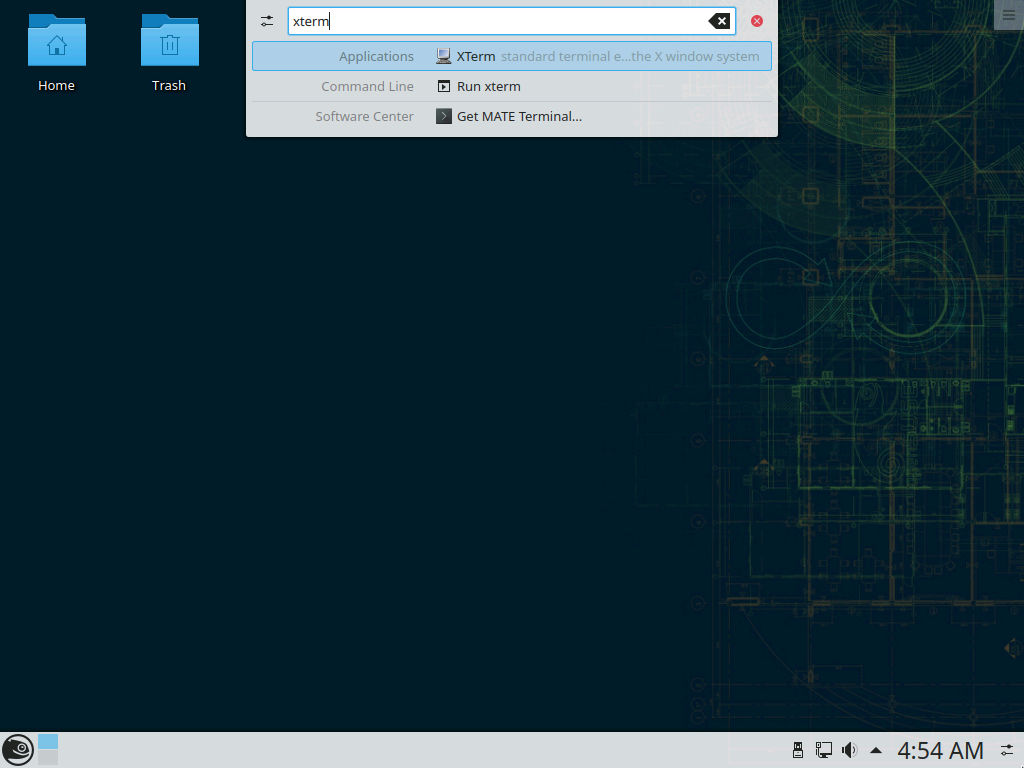 xterm
Applications XTerm standard terminal e...the X window system
Command Line Run xterm
Software Center Get MATE Terminal...
Home
Trash
4:54 AM